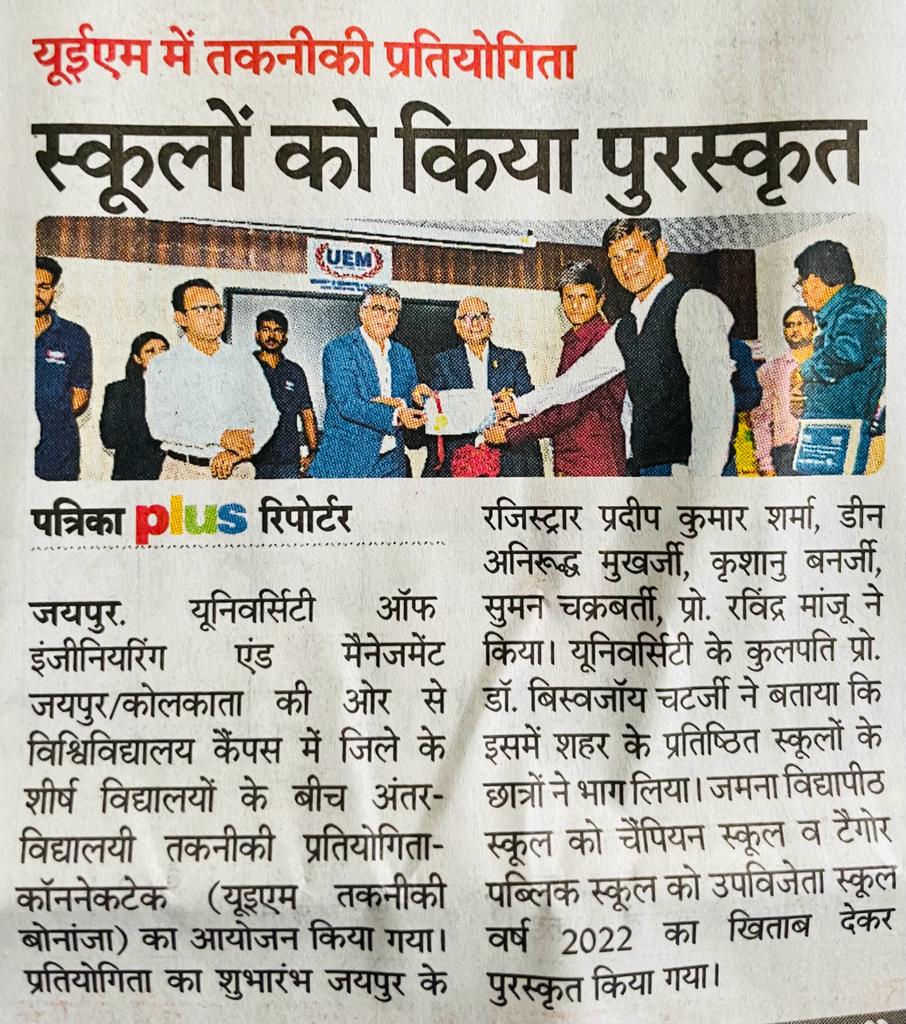 यूईएम में तकनीकी प्रतियोगिता
स्कूलों को किया पुरस्कृत
UEM
पत्रिका plus रिपोर्टर
जयपुर. यूनिवर्सिटी ऑफ
इंजीनियरिंग एंड मैनेजमेंट
जयपुर/कोलकाता की ओर से
विश्विविद्यालय कैंपस में जिले के
शीर्ष विद्यालयों के बीच अंतर-
विद्यालयी तकनीकी प्रतियोगिता-
कॉननेकटेक (यूइएम तकनीकी
बोनांजा) का आयोजन किया गया।
प्रतियोगिता का शुभारंभ जयपुर के
रजिस्ट्रार प्रदीप कुमार शर्मा, डीन
अनिरूद्ध मुखर्जी, कृशानु बनर्जी,
सुमन चक्रबर्ती, प्रो. रविंद्र मांजू ने
किया। यूनिवर्सिटी के कुलपति प्रो.
डॉ. बिस्वजॉय चटर्जी ने बताया कि
इसमें शहर के प्रतिष्ठित स्कूलों के
छात्रों ने भाग लिया। जमना विद्यापीठ
स्कूल को चैंपियन स्कूल व टैगोर
पब्लिक स्कूल को उपविजेता स्कूल
वर्ष 2022 का खिताब देकर
पुरस्कृत किया गया।